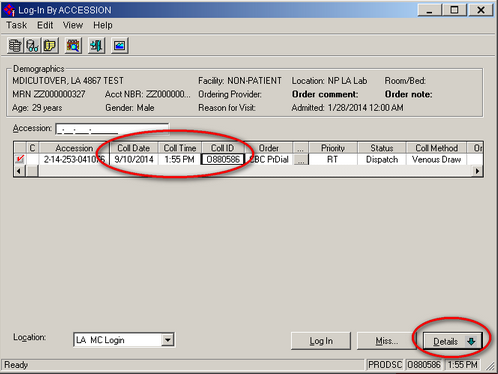 Log-In By ACCESSION
Task Edit View Help
Demographics
MDICUTOVER, LA 4867 TEST Facility: NON-PATIENT Location: NP LA Lab Room/Bed:
MRN ZZ000000327 Acct NBR: ZZ000000... Ordering Provider: Order comment: Order note:
Age: 29 years Gender: Male Reason for Visit: Admitted: 1/28/2014 12:00 AM
Accession: _-__-___-______
C Accession Coll Date Coll Time Coll ID Order ... Priority Status Coll Method Or
2-14-253-041076 9/10/2014 1:55 PM O880586 CBC PrDial ... RT Dispatch Venous Draw
Location: LA MC Login Log In Miss... Details
Ready PRODSC O880586 1:55 PM